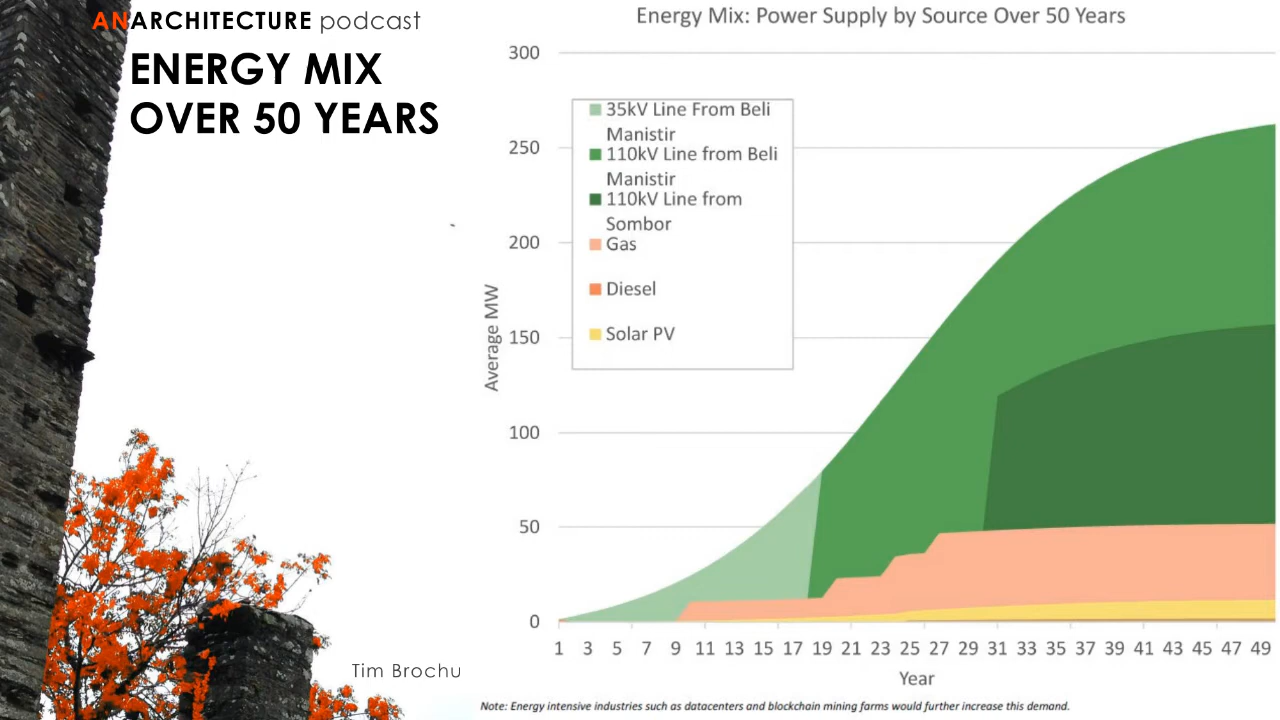 ANARCHITECTURE podcast
ENERGY MIX
OVER 50 YEARS
Tim Brochu
Energy Mix: Power Supply by Source Over 50 Years
300
250
200
150
100
50
0
Average MW
35kV Line From Beli
Manistir
110kV Line from Beli
Manistir
110kV Line from
Sombor
Gas
Diesel
Solar PV
1 3 5 7 9 11 13 15 17 19 21 23 25 27 29 31 33 35 37 39 41 43 45 47 49
Year
Note: Energy intensive industries such as datacenters and blockchain mining farms would further increase this demand.